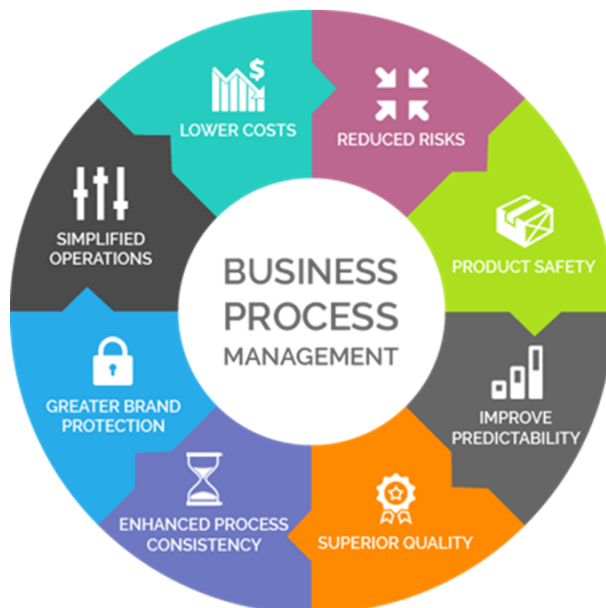 BUSINESS
PROCESS
MANAGEMENT
LOWER COSTS
REDUCED RISKS
PRODUCT SAFETY
IMPROVE
PREDICTABILITY
SUPERIOR QUALITY
ENHANCED PROCESS
CONSISTENCY
GREATER BRAND
PROTECTION
SIMPLIFIED
OPERATIONS
$